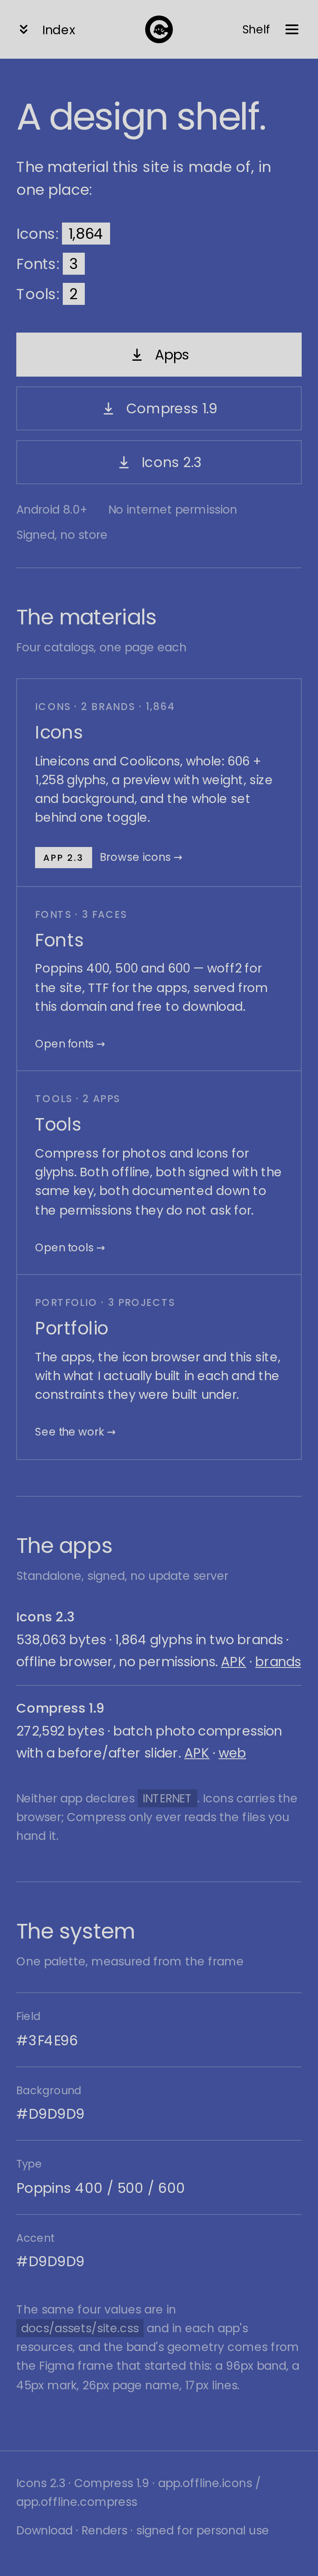 Index
Shelf
A design shelf.
The material this site is made of, in
one place:
Icons: 1,864
Fonts: 3
Tools: 2
Apps
Compress 1.9
Icons 2.3
Android 8.0+ No internet permission
Signed, no store
The materials
Four catalogs, one page each
ICONS · 2 BRANDS · 1,864
Icons
Lineicons and Coolicons, whole: 606 +
1,258 glyphs, a preview with weight, size
and background, and the whole set
behind one toggle.
APP 2.3 Browse icons →
FONTS · 3 FACES
Fonts
Poppins 400, 500 and 600 — woff2 for
the site, TTF for the apps, served from
this domain and free to download.
Open fonts →
TOOLS · 2 APPS
Tools
Compress for photos and Icons for
glyphs. Both offline, both signed with the
same key, both documented down to
the permissions they do not ask for.
Open tools →
PORTFOLIO · 3 PROJECTS
Portfolio
The apps, the icon browser and this site,
with what I actually built in each and the
constraints they were built under.
See the work →
The apps
Standalone, signed, no update server
Icons 2.3
538,063 bytes · 1,864 glyphs in two brands ·
offline browser, no permissions. APK · brands
Compress 1.9
272,592 bytes · batch photo compression
with a before/after slider. APK · web
Neither app declares INTERNET . Icons carries the
browser; Compress only ever reads the files you
hand it.
The system
One palette, measured from the frame
Field
#3F4E96
Background
#D9D9D9
Type
Poppins 400 / 500 / 600
Accent
#D9D9D9
The same four values are in
docs/assets/site.css and in each app's
resources, and the band's geometry comes from
the Figma frame that started this: a 96px band, a
45px mark, 26px page name, 17px lines.
Icons 2.3 · Compress 1.9 · app.offline.icons /
app.offline.compress
Download · Renders · signed for personal use